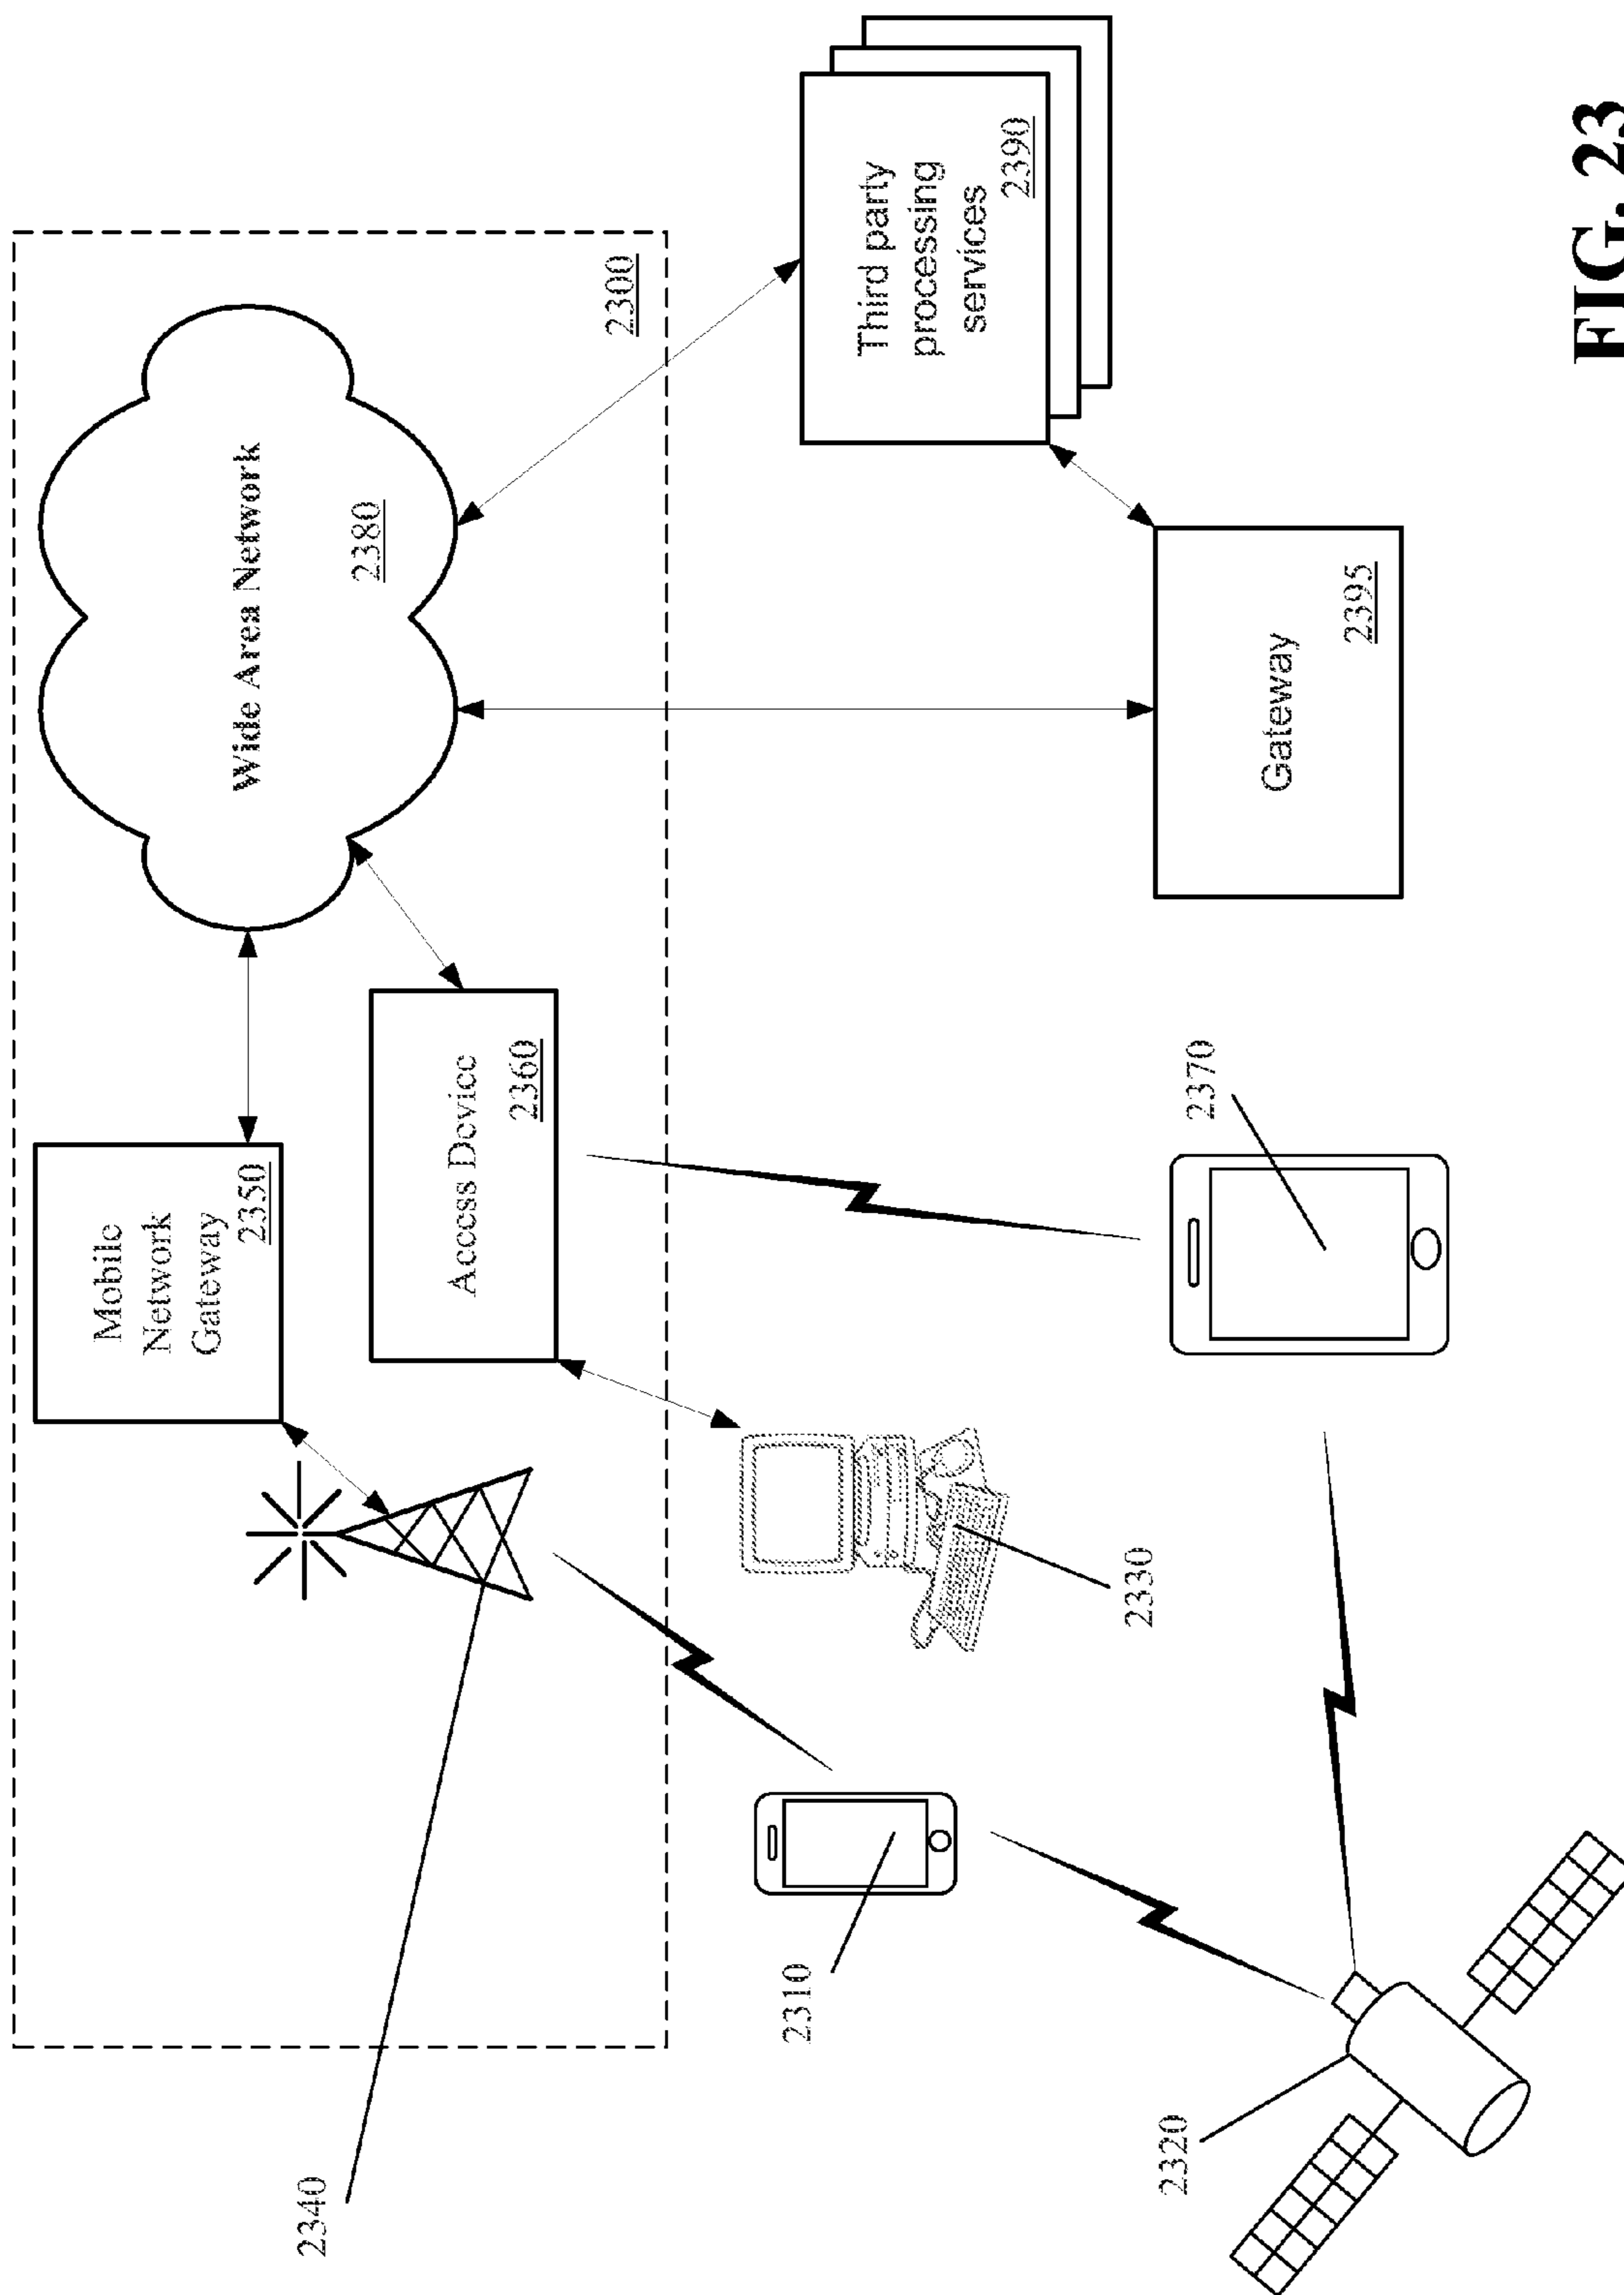 2340
Mobile
Network
Gateway
2350
Wide Area Network
2380
Access Device
2360
2300
2310
2330
2320
2370
Third party
processing
services
2390
Gateway
2395
FIG. 23